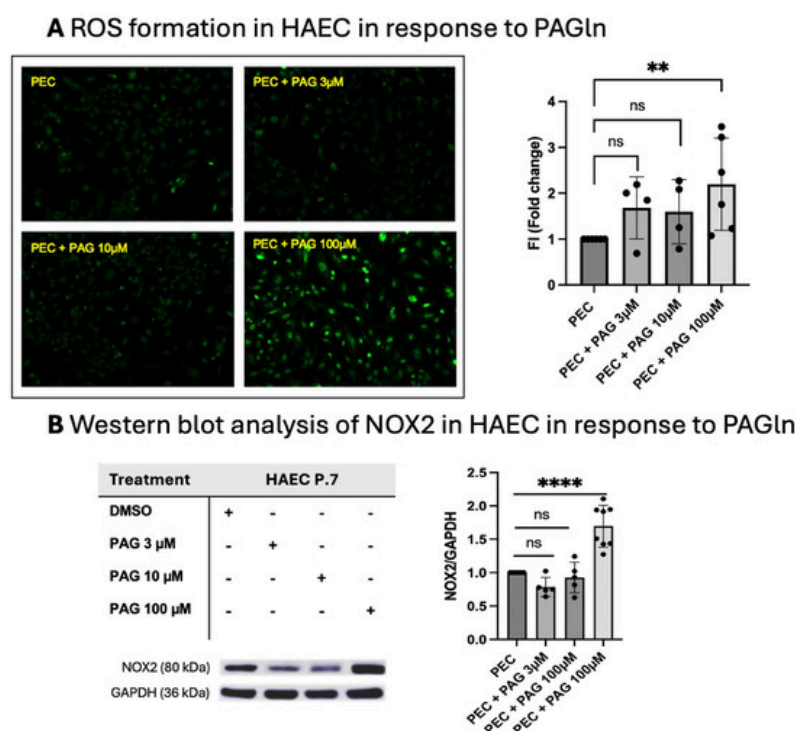 A ROS formation in HAEC in response to PAGln
PEC
PEC + PAG 3µM
PEC + PAG 10µM
PEC + PAG 100µM
**
ns
ns
4
3
2
1
0
FI (Fold change)
PEC
PEC + PAG 3µM
PEC + PAG 10µM
PEC + PAG 100µM
B Western blot analysis of NOX2 in HAEC in response to PAGln
Treatment HAEC P.7
DMSO + - - -
PAG 3 µM - + - -
PAG 10 µM - - + -
PAG 100 µM - - - +
NOX2 (80 kDa)
GAPDH (36 kDa)
****
ns
ns
2.5
2.0
1.5
1.0
0.5
0.0
NOX2/GAPDH
PEC
PEC + PAG 3µM
PEC + PAG 100µM
PEC + PAG 100µM